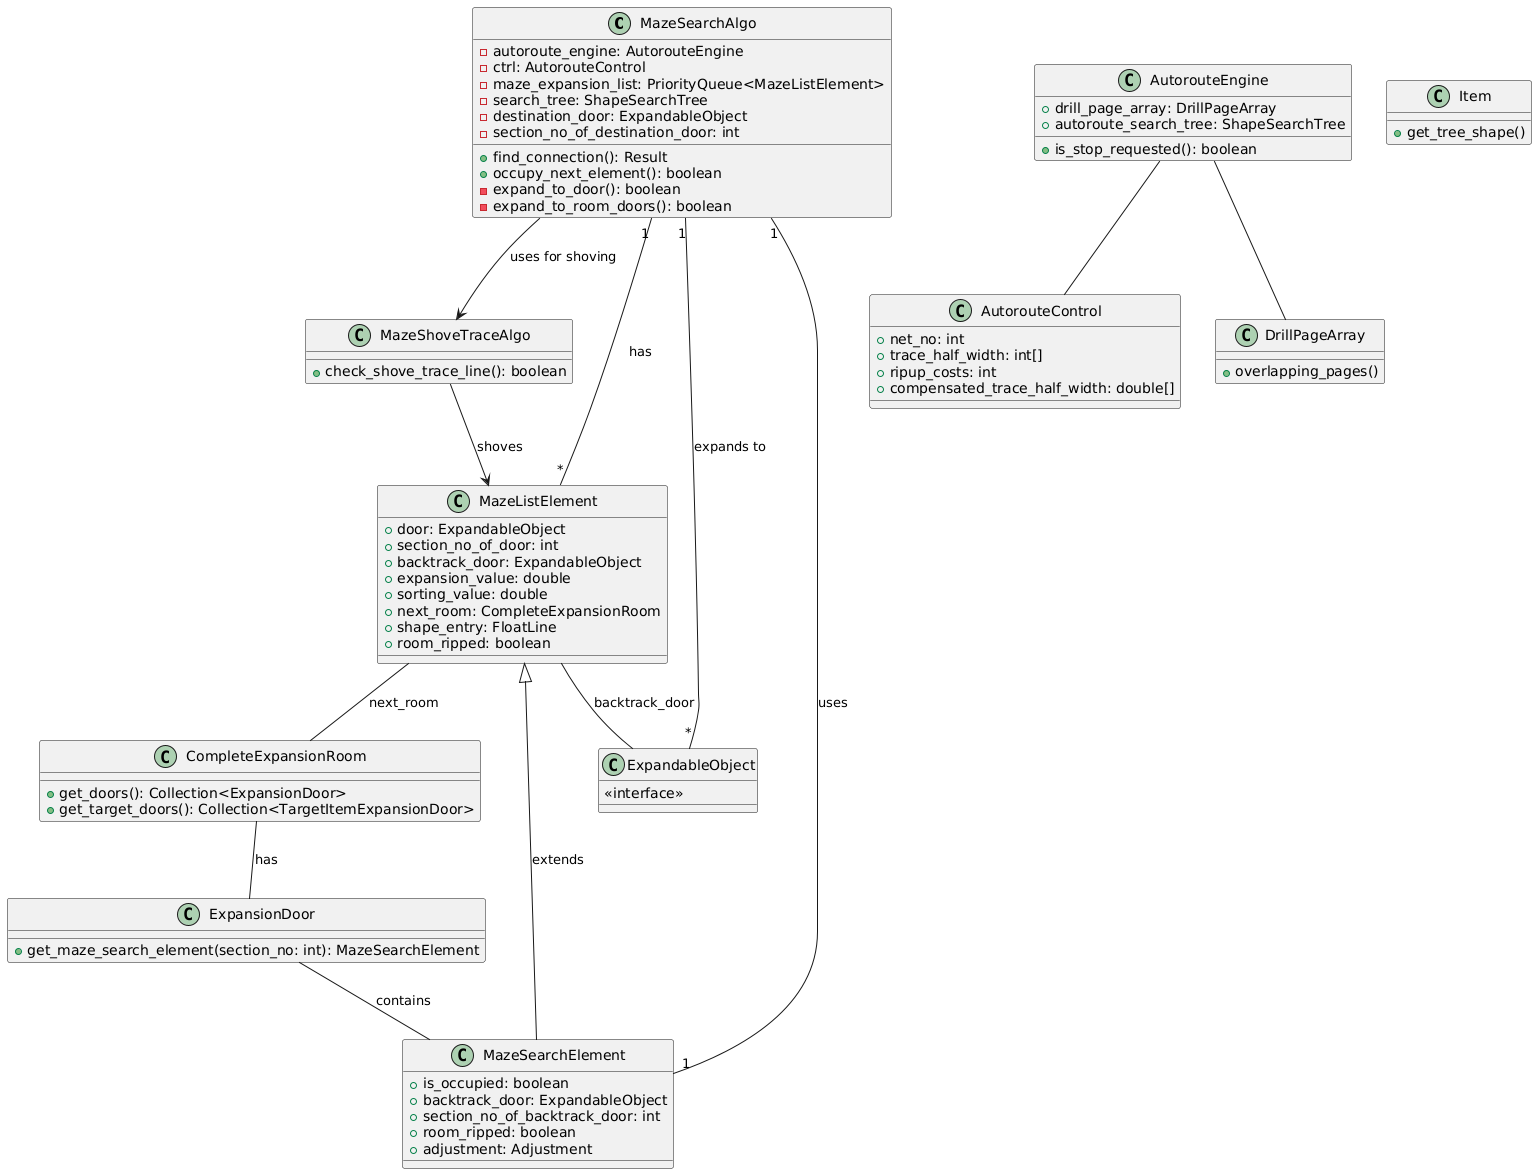 MazeSearchAlgo
autoroute_engine: AutorouteEngine
ctrl: AutorouteControl
maze_expansion_list: PriorityQueue<MazeListElement>
search_tree: ShapeSearchTree
destination_door: ExpandableObject
section_no_of_destination_door: int
find_connection(): Result
occupy_next_element(): boolean
expand_to_door(): boolean
expand_to_room_doors(): boolean
C
AutorouteEngine
drill_page_array: DrillPageArray
autoroute_search_tree: ShapeSearchTree
is_stop_requested(): boolean
C
Item
get_tree_shape()
C
1
1
1
uses for shoving
has
expands to
uses
MazeShoveTraceAlgo
check_shove_trace_line(): boolean
C
AutorouteControl
net_no: int
trace_half_width: int[]
ripup_costs: int
compensated_trace_half_width: double[]
C
DrillPageArray
overlapping_pages()
C
shoves
*
MazeListElement
door: ExpandableObject
section_no_of_door: int
backtrack_door: ExpandableObject
expansion_value: double
sorting_value: double
next_room: CompleteExpansionRoom
shape_entry: FloatLine
room_ripped: boolean
C
next_room
backtrack_door
*
CompleteExpansionRoom
get_doors(): Collection<ExpansionDoor>
get_target_doors(): Collection<TargetItemExpansionDoor>
C
ExpandableObject
«interface»
C
has
extends
ExpansionDoor
get_maze_search_element(section_no: int): MazeSearchElement
C
contains
1
MazeSearchElement
is_occupied: boolean
backtrack_door: ExpandableObject
section_no_of_backtrack_door: int
room_ripped: boolean
adjustment: Adjustment
C